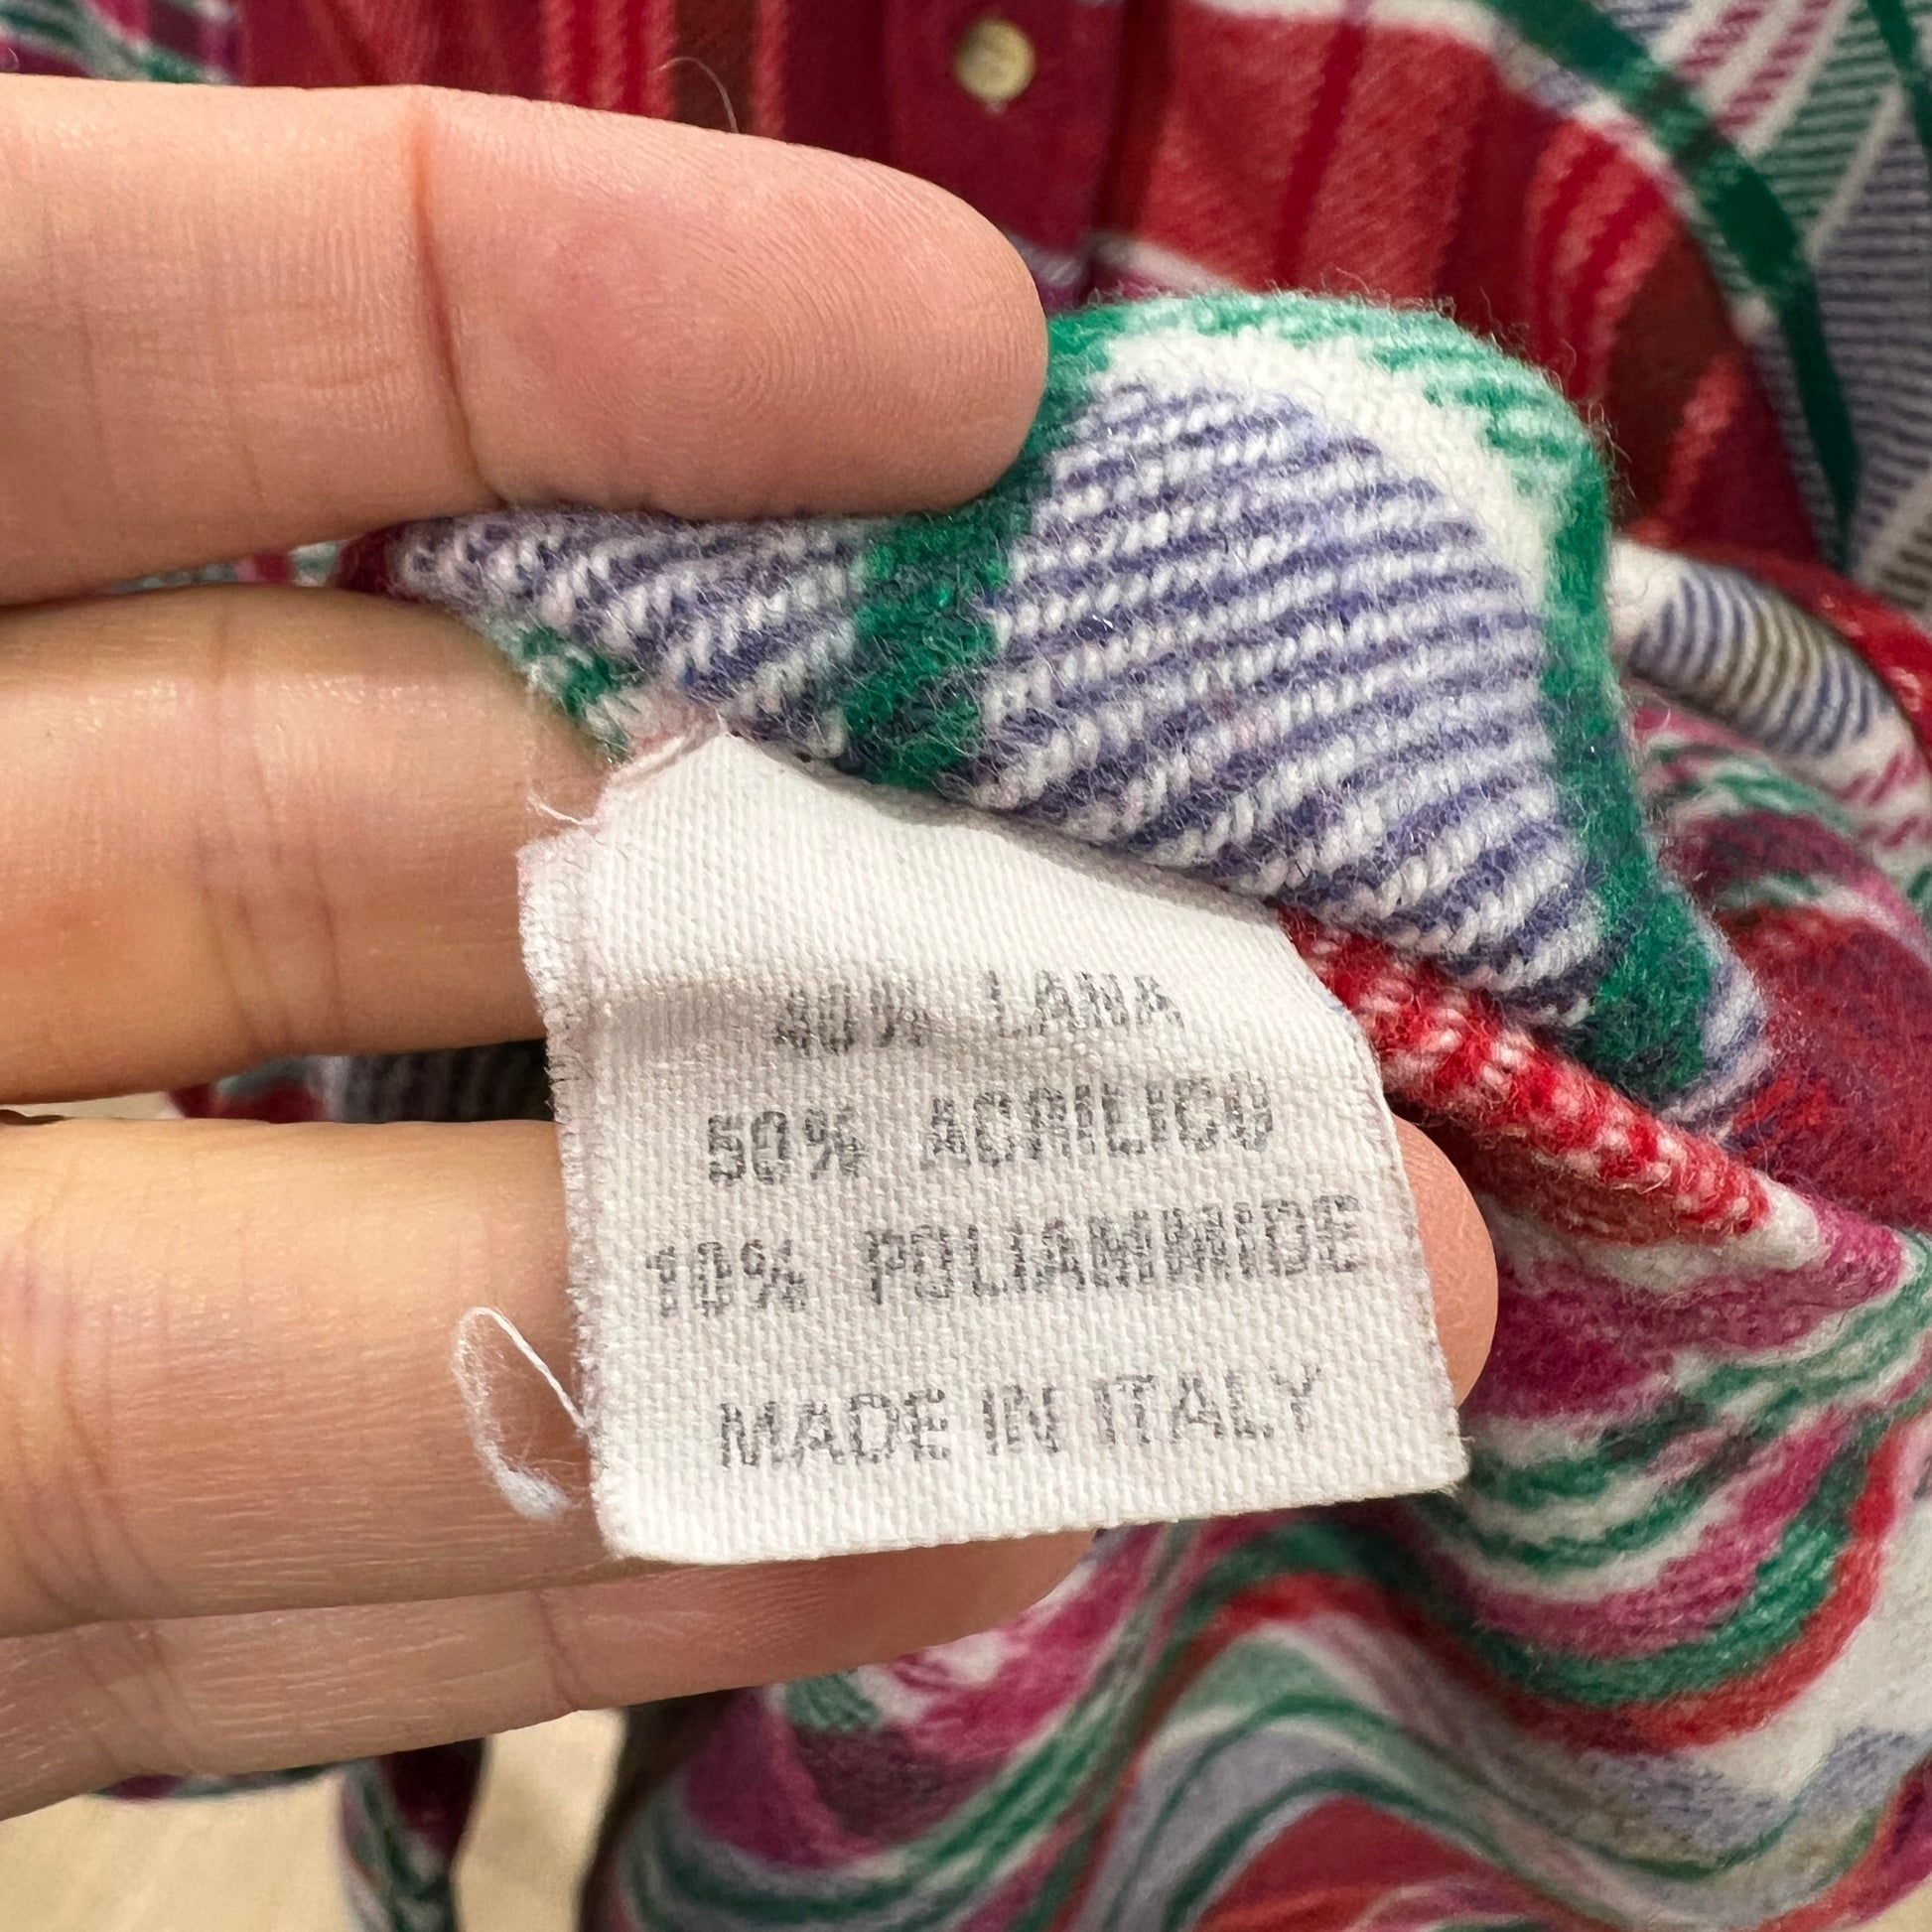 40% LANA
50% ACRILICO
10% POLIAMMIDE
MADE IN ITALY